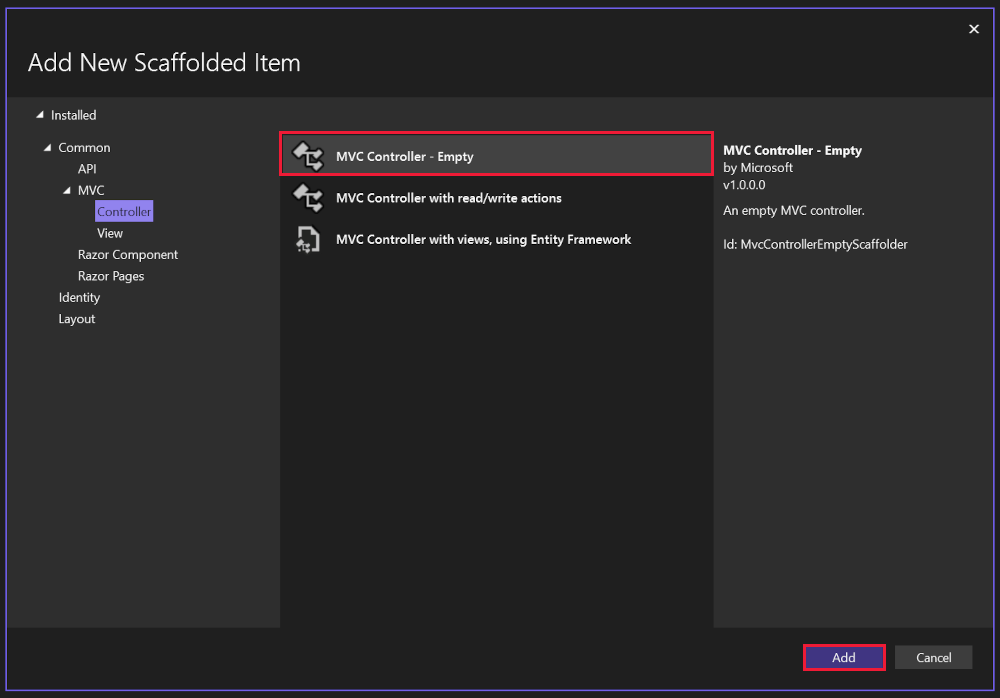 Add New Scaffolded Item
Installed
Common
API
MVC
Controller
View
Razor Component
Razor Pages
Identity
Layout
MVC Controller - Empty
MVC Controller with read/write actions
MVC Controller with views, using Entity Framework
MVC Controller - Empty
by Microsoft
v1.0.0.0
An empty MVC controller.
Id: MvcControllerEmptyScaffolder
Add
Cancel